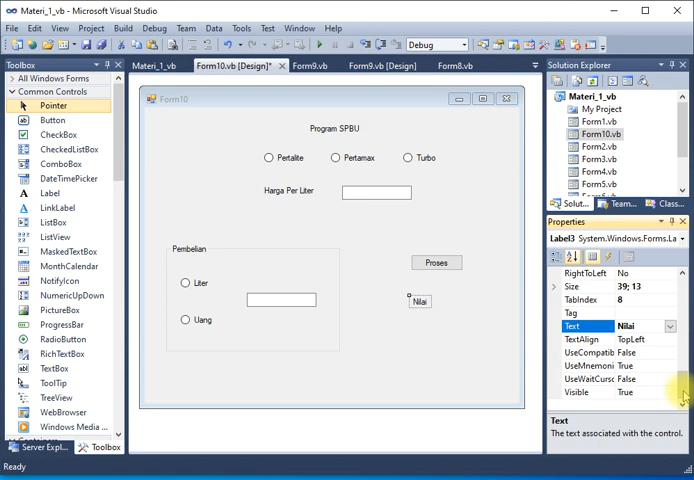 Materi_1_vb - Microsoft Visual Studio
File Edit View Project Build Debug Team Data Tools Test Window Help
Debug
Toolbox
All Windows Forms
Common Controls
Pointer
Button
CheckBox
CheckedListBox
ComboBox
DateTimePicker
Label
LinkLabel
ListBox
ListView
MaskedTextBox
MonthCalendar
NotifyIcon
NumericUpDown
PictureBox
ProgressBar
RadioButton
RichTextBox
TextBox
ToolTip
TreeView
WebBrowser
Windows Media ...
Server Expl... Toolbox
Materi_1_vb Form10.vb [Design]* Form9.vb Form9.vb [Design] Form8.vb
Form10
Program SPBU
Pertalite Pertamax Turbo
Harga Per Liter
Pembelian
Liter
Uang
Proses
Nilai
Solution Explorer
Materi_1_vb
My Project
Form1.vb
Form10.vb
Form2.vb
Form3.vb
Form4.vb
Form5.vb
Solut... Team... Class...
Properties
Label3 System.Windows.Forms.La
RightToLeft No
Size 39; 13
TabIndex 8
Tag
Text Nilai
TextAlign TopLeft
UseCompatib False
UseMnemoni True
UseWaitCurso False
Visible True
Text
The text associated with the control.
Ready